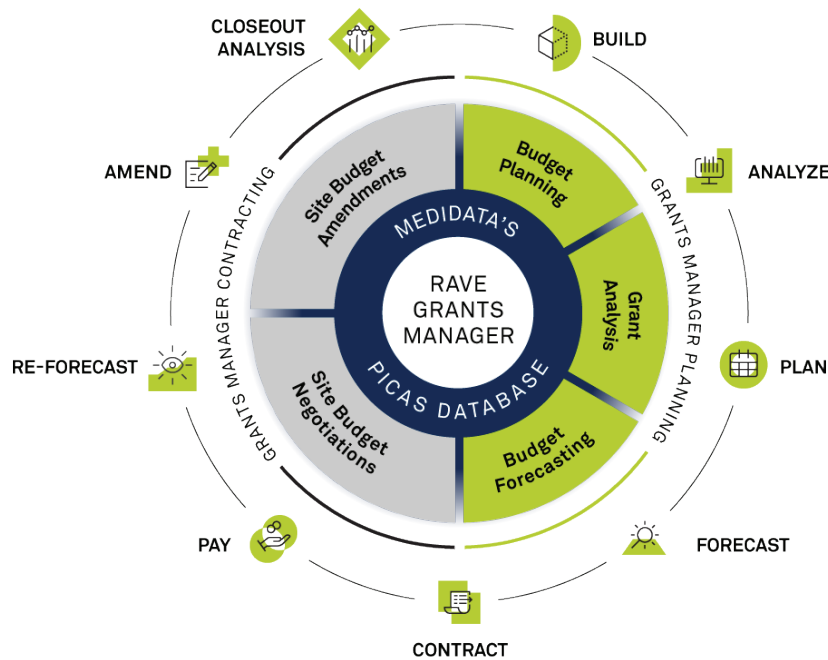 CLOSEOUT
ANALYSIS
BUILD
AMEND
ANALYZE
RE-FORECAST
PLAN
PAY
FORECAST
CONTRACT
GRANTS MANAGER CONTRACTING
GRANTS MANAGER PLANNING
Site Budget
Amendments
Budget
Planning
Grant
Analysis
Site Budget
Negotiations
Budget
Forecasting
MEDIDATA'S
PICAS DATABASE
RAVE
GRANTS
MANAGER